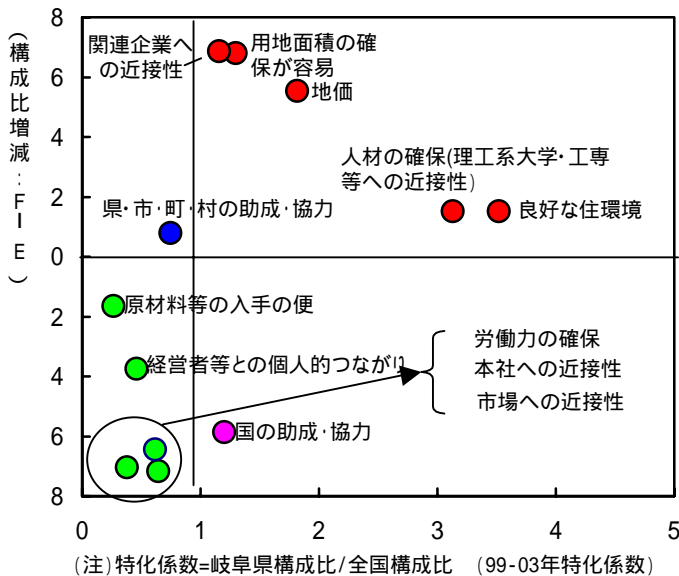 （構成比増減：F－E）
8
6
4
2
0
2
4
6
8
関連企業へ
の近接性
用地面積の確
保が容易
地価
人材の確保(理工系大学・工専
等への近接性)
良好な住環境
県・市・町・村の助成・協力
原材料等の入手の便
経営者等との個人的つながり
労働力の確保
本社への近接性
市場への近接性
国の助成・協力
0 1 2 3 4 5
(注)特化係数=岐阜県構成比/全国構成比 (99-03年特化係数)